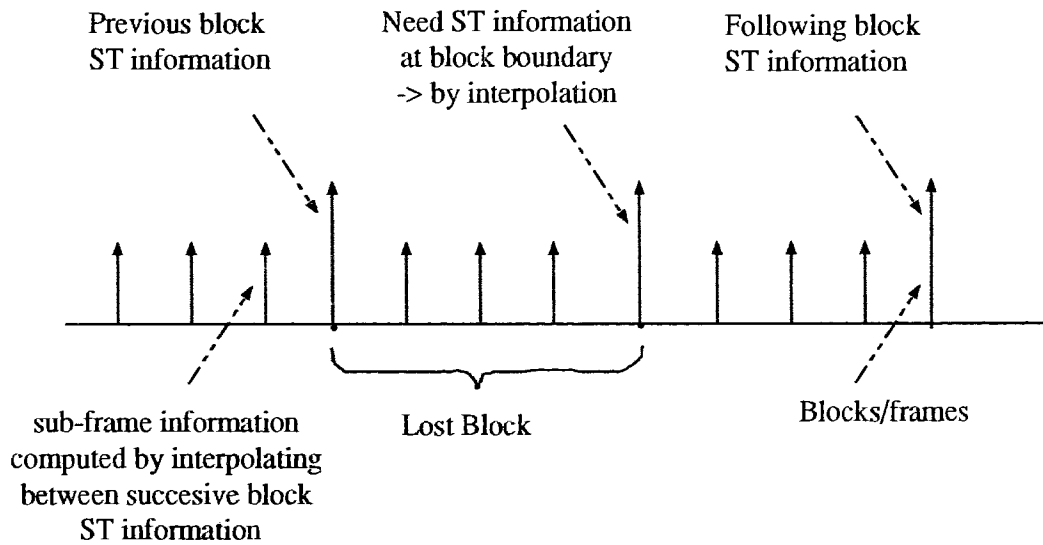 Previous block
ST information
Need ST information
at block boundary
-> by interpolation
Following block
ST information
sub-frame information
computed by interpolating
between succesive block
ST information
Lost Block
Blocks/frames